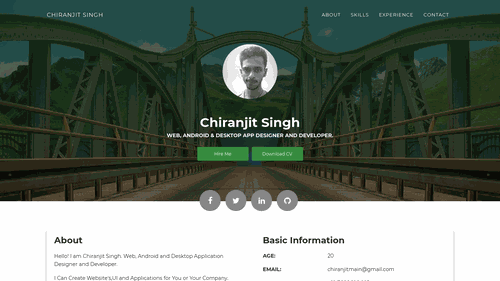 CHIRANJIT SINGH
ABOUT SKILLS EXPERIENCE CONTACT
Chiranjit Singh
WEB, ANDROID & DESKTOP APP DESIGNER AND DEVELOPER.
Hire Me Download CV
About
Hello! I am Chiranjit Singh. Web, Android and Desktop Application
Designer and Developer.
I Can Create Website's,UI and Applications for You or Your Company.
Basic Information
AGE: 20
EMAIL: chiranjitmain@gmail.com